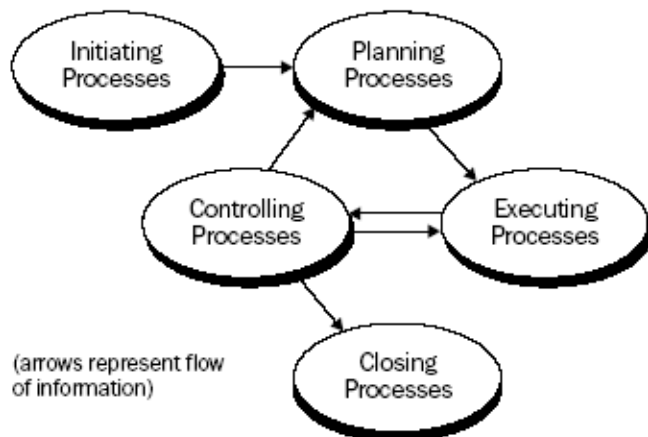 Initiating
Processes
Planning
Processes
Controlling
Processes
Executing
Processes
Closing
Processes
(arrows represent flow
of information)